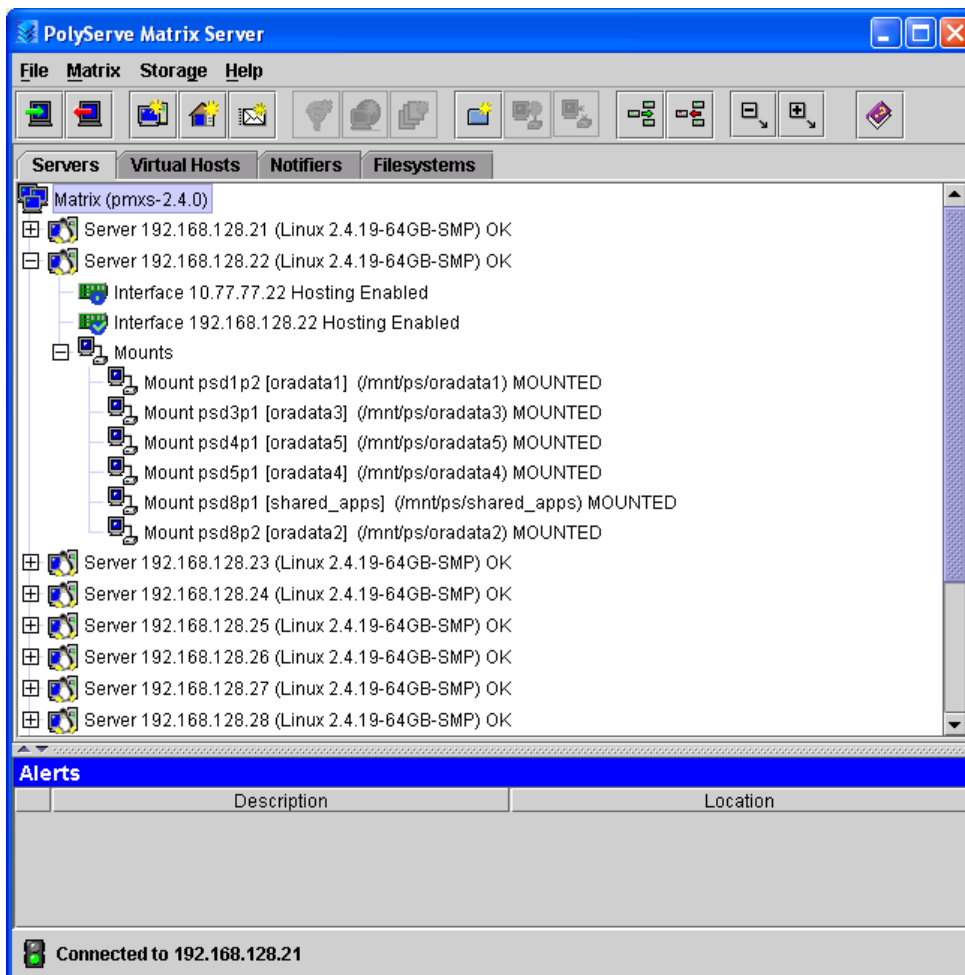 PolyServe Matrix Server
File Matrix Storage Help
Servers Virtual Hosts Notifiers Filesystems
Matrix (pmxs-2.4.0)
Server 192.168.128.21 (Linux 2.4.19-64GB-SMP) OK
Server 192.168.128.22 (Linux 2.4.19-64GB-SMP) OK
Interface 10.77.77.22 Hosting Enabled
Interface 192.168.128.22 Hosting Enabled
Mounts
Mount psd1p2 [oradata1] (/mnt/ps/oradata1) MOUNTED
Mount psd3p1 [oradata3] (/mnt/ps/oradata3) MOUNTED
Mount psd4p1 [oradata5] (/mnt/ps/oradata5) MOUNTED
Mount psd5p1 [oradata4] (/mnt/ps/oradata4) MOUNTED
Mount psd8p1 [shared_apps] (/mnt/ps/shared_apps) MOUNTED
Mount psd8p2 [oradata2] (/mnt/ps/oradata2) MOUNTED
Server 192.168.128.23 (Linux 2.4.19-64GB-SMP) OK
Server 192.168.128.24 (Linux 2.4.19-64GB-SMP) OK
Server 192.168.128.25 (Linux 2.4.19-64GB-SMP) OK
Server 192.168.128.26 (Linux 2.4.19-64GB-SMP) OK
Server 192.168.128.27 (Linux 2.4.19-64GB-SMP) OK
Server 192.168.128.28 (Linux 2.4.19-64GB-SMP) OK
Alerts
Description Location
Connected to 192.168.128.21